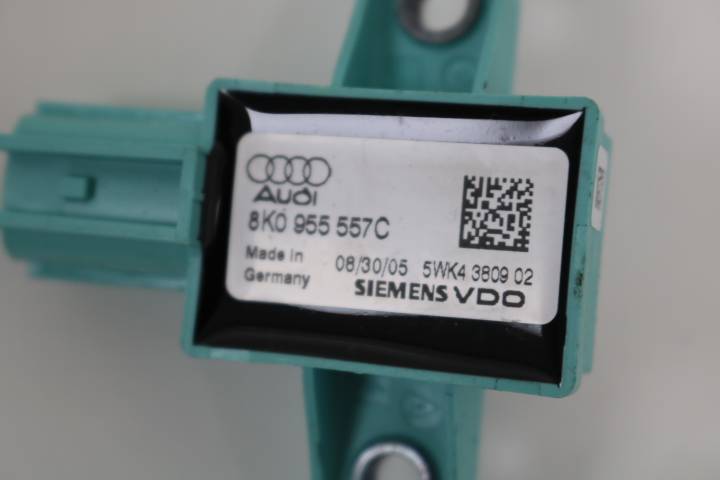 Audi
8K0 955 557C
Made in
Germany
08/30/05 5WK4 3809 02
SIEMENS VDO